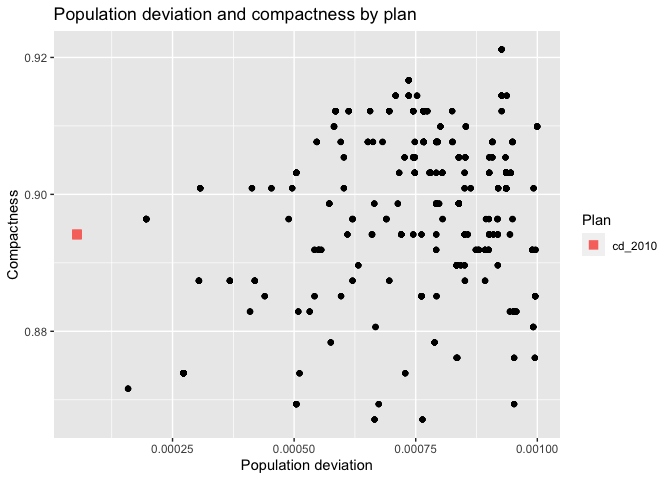 Population deviation and compactness by plan
0.92
0.90
0.88
Compactness
0.00025 0.00050 0.00075 0.00100
Population deviation
Plan
cd_2010